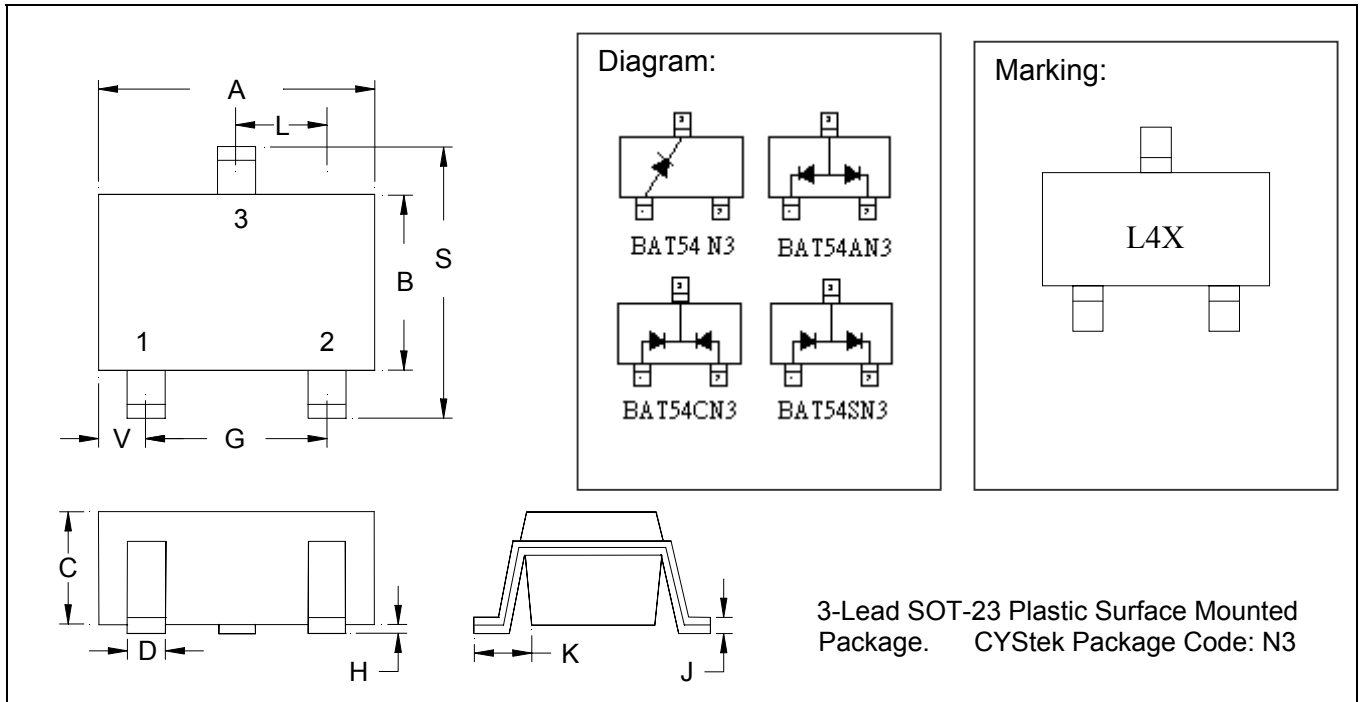 Diagram:
3
BAT54 N3
3
BAT54AN3
3
BAT54CN3
3
BAT54SN3
Marking:
L4X
A
L
3
S
B
1
2
V
G
C
D
H
K
J
3-Lead SOT-23 Plastic Surface Mounted
Package. CYStek Package Code: N3